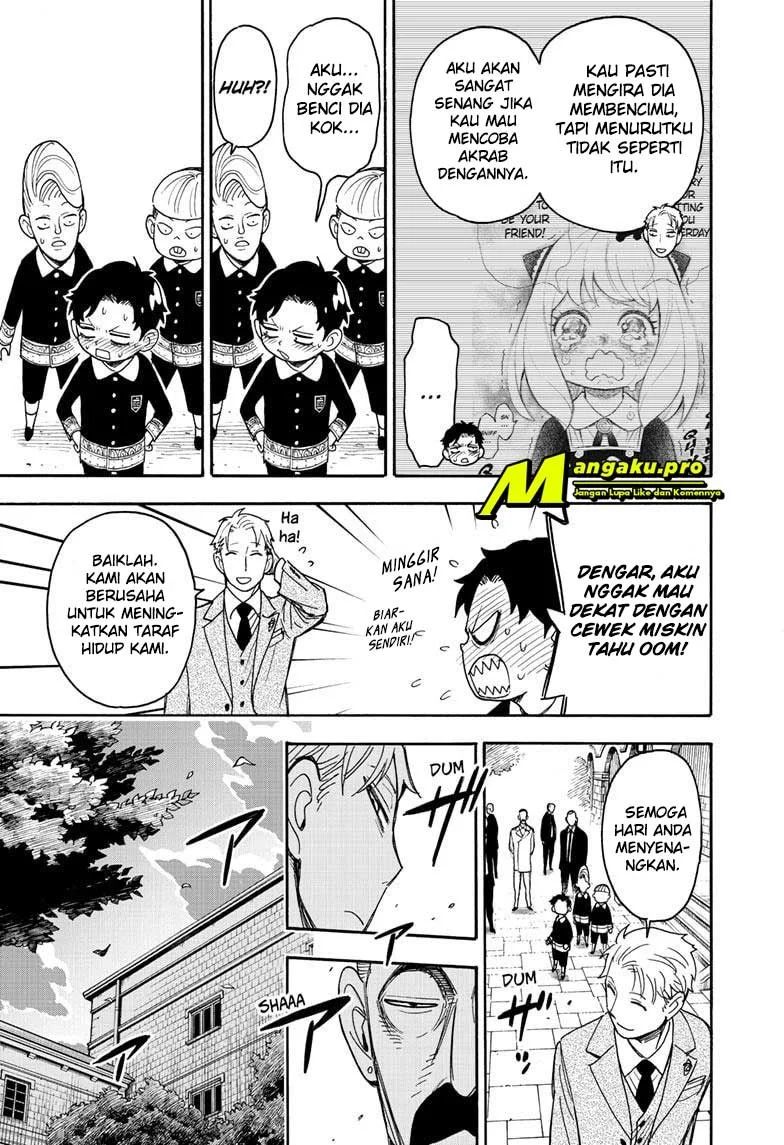 KAU PASTI
MENGIRA DIA
MEMBENCIMU,
TAPI MENURUTKU
TIDAK SEPERTI
ITU.
AKU AKAN
SANGAT
SENANG JIKA
KAU MAU
MENCOBA
AKRAB
DENGANNYA.
TO
BE YOUR
FRIEND!
...
AKU...
NGGAK
BENCI DIA
KOK...
HUH?!
Mangaku.pro
Jangan Lupa Like dan Komennya
DENGAR, AKU
NGGAK MAU
DEKAT DENGAN
CEWEK MISKIN
TAHU OOM!
MINGGIR
SANA!
BIAR-
KAN AKU
SENDIRI!
Ha
ha!
BAIKLAH.
KAMI AKAN
BERUSAHA
UNTUK MENING-
KATKAN TARAF
HIDUP KAMI.
SEMOGA
HARI ANDA
MENYENA-
NGKAN.
DUM
DUM
SHAAA